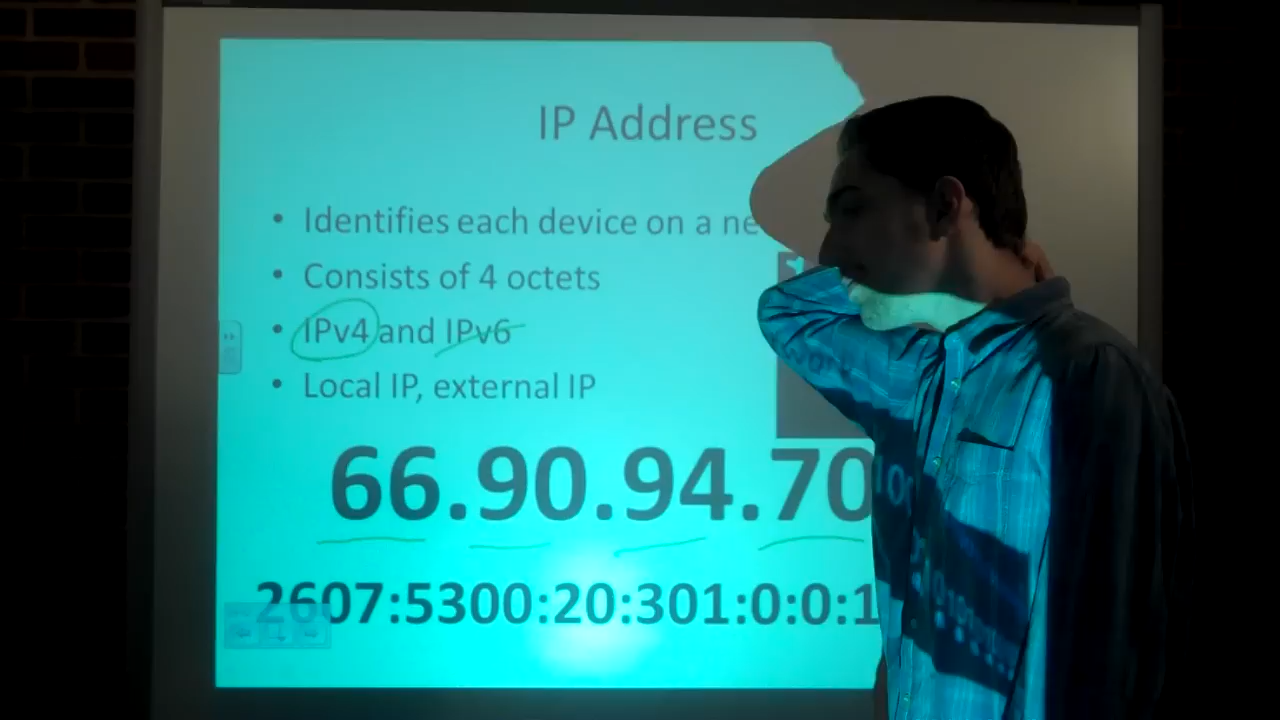 IP Address
• Identifies each device on a ne
• Consists of 4 octets
• IPv4 and IPv6
• Local IP, external IP
66.90.94.70
2607:5300:20:301:0:0:1